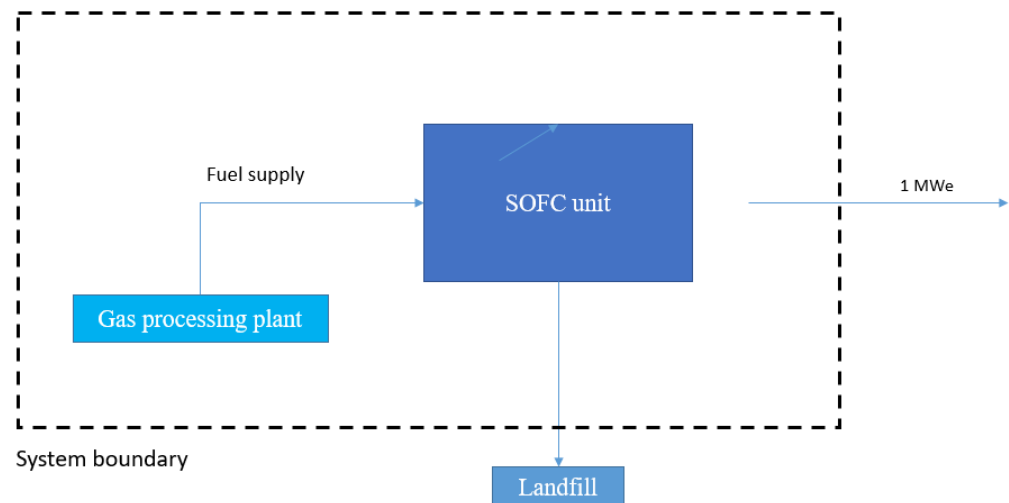 Fuel supply
SOFC unit
1 MWe
Gas processing plant
System boundary
Landfill